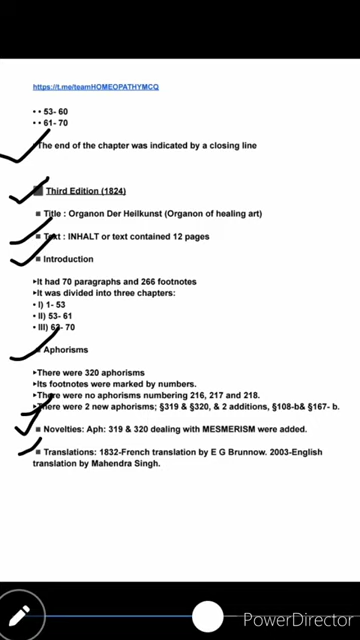 https://t.me/teamHOMEOPATHYMCQ
• • 53- 60
• • 61- 70
The end of the chapter was indicated by a closing line
Third Edition (1824)
Title : Organon Der Heilkunst (Organon of healing art)
Text : INHALT or text contained 12 pages
Introduction
▸It had 70 paragraphs and 266 footnotes
▸It was divided into three chapters:
• I) 1- 53
• II) 53- 61
• III) 63- 70
Aphorisms
▸There were 320 aphorisms
▸Its footnotes were marked by numbers.
▸There were no aphorisms numbering 216, 217 and 218.
▸There were 2 new aphorisms; §319 & §320, & 2 additions, §108-b& §167- b.
Novelties: Aph: 319 & 320 dealing with MESMERISM were added.
Translations: 1832-French translation by E G Brunnow. 2003-English
translation by Mahendra Singh.
PowerDirector